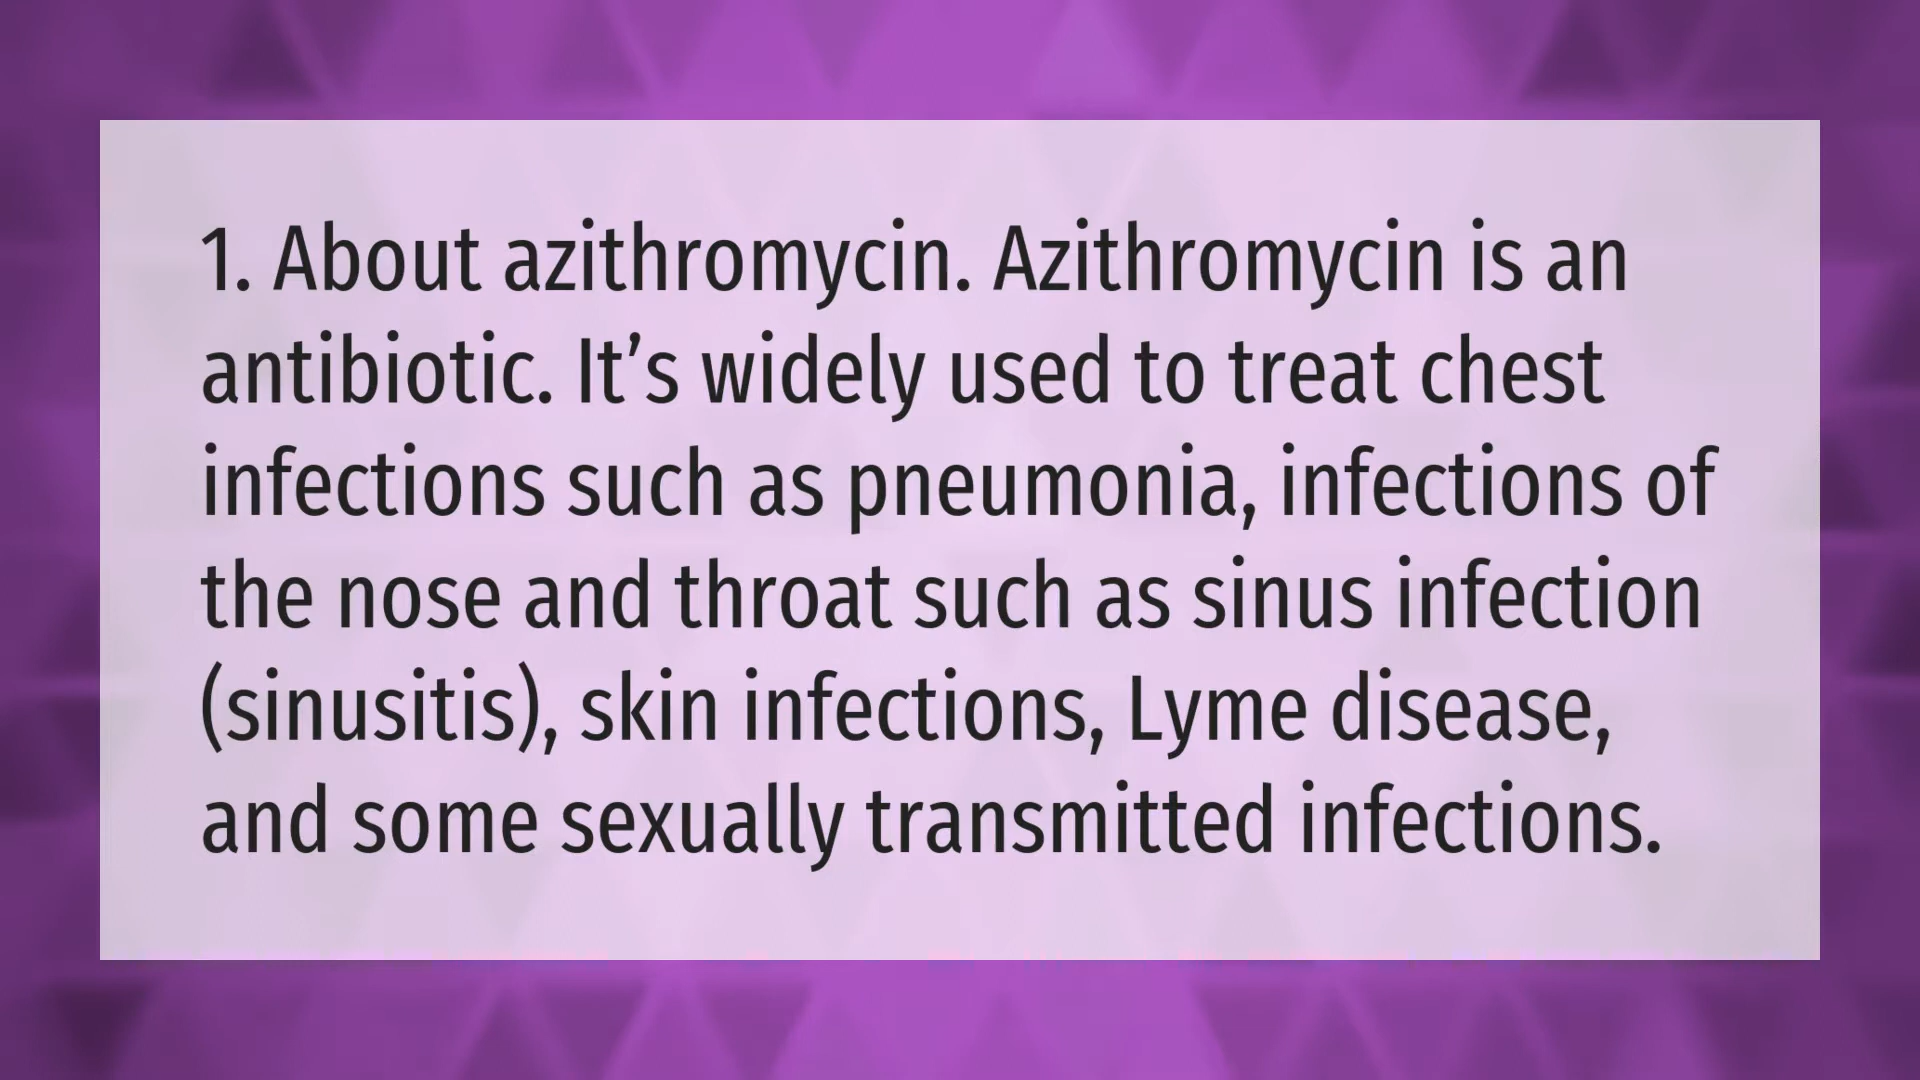 1. About azithromycin. Azithromycin is an
antibiotic. It’s widely used to treat chest
infections such as pneumonia, infections of
the nose and throat such as sinus infection
(sinusitis), skin infections, Lyme disease,
and some sexually transmitted infections.